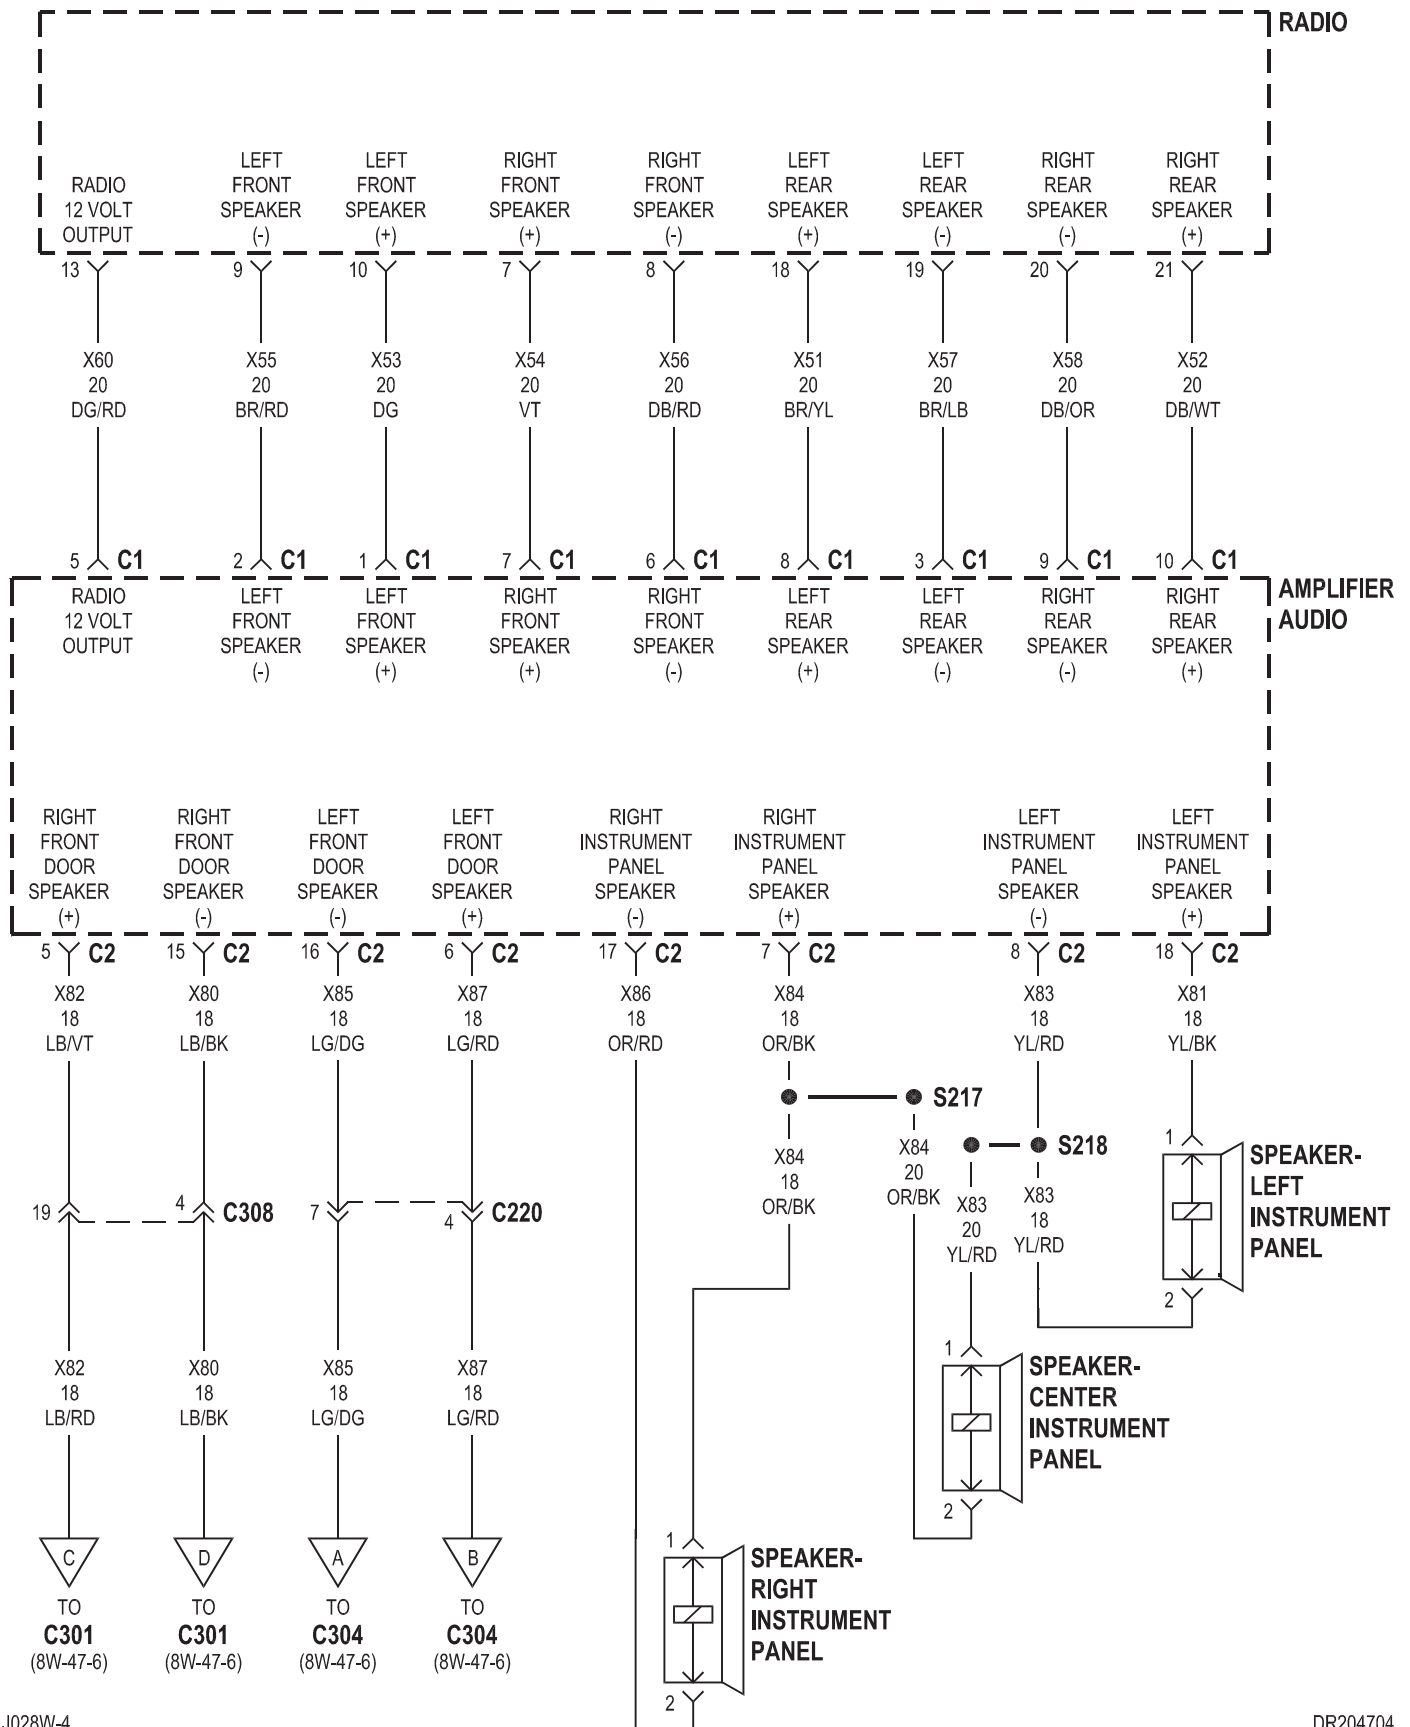 RADIO
LEFT LEFT RIGHT RIGHT LEFT LEFT RIGHT RIGHT
RADIO FRONT FRONT FRONT FRONT REAR REAR REAR REAR
12 VOLT SPEAKER SPEAKER SPEAKER SPEAKER SPEAKER SPEAKER SPEAKER SPEAKER
OUTPUT (-) (+) (+) (-) (+) (-) (-) (+)
13 9 10 7 8 18 19 20 21
X60 X55 X53 X54 X56 X51 X57 X58 X52
20 20 20 20 20 20 20 20 20
DG/RD BR/RD DG VT DB/RD BR/YL BR/LB DB/OR DB/WT
5 C1 2 C1 1 C1 7 C1 6 C1 8 C1 3 C1 9 C1 10 C1
AMPLIFIER
AUDIO
RADIO LEFT LEFT RIGHT RIGHT LEFT LEFT RIGHT RIGHT
12 VOLT FRONT FRONT FRONT FRONT REAR REAR REAR REAR
OUTPUT SPEAKER SPEAKER SPEAKER SPEAKER SPEAKER SPEAKER SPEAKER SPEAKER
(-) (+) (+) (-) (+) (-) (-) (+)
RIGHT RIGHT LEFT LEFT RIGHT RIGHT LEFT LEFT
FRONT FRONT FRONT FRONT INSTRUMENT INSTRUMENT INSTRUMENT INSTRUMENT
DOOR DOOR DOOR DOOR PANEL PANEL PANEL PANEL
SPEAKER SPEAKER SPEAKER SPEAKER SPEAKER SPEAKER SPEAKER SPEAKER
(+) (-) (-) (+) (-) (+) (-) (+)
5 C2 15 C2 16 C2 6 C2 17 C2 7 C2 8 C2 18 C2
X82 X80 X85 X87 X86 X84 X83 X81
18 18 18 18 18 18 18 18
LB/VT LB/BK LG/DG LG/RD OR/RD OR/BK YL/RD YL/BK
S217
S218
X84
18
OR/BK
X84
20
OR/BK
X83
20
YL/RD
X83
18
YL/RD
1
SPEAKER-
LEFT
INSTRUMENT
PANEL
2
19 4 C308 7 4 C220
1
SPEAKER-
CENTER
INSTRUMENT
PANEL
2
X82 X80 X85 X87
18 18 18 18
LB/RD LB/BK LG/DG LG/RD
C D A B
TO TO TO TO
C301 C301 C304 C304
(8W-47-6) (8W-47-6) (8W-47-6) (8W-47-6)
1
SPEAKER-
RIGHT
INSTRUMENT
PANEL
2
J028W-4 DR204704